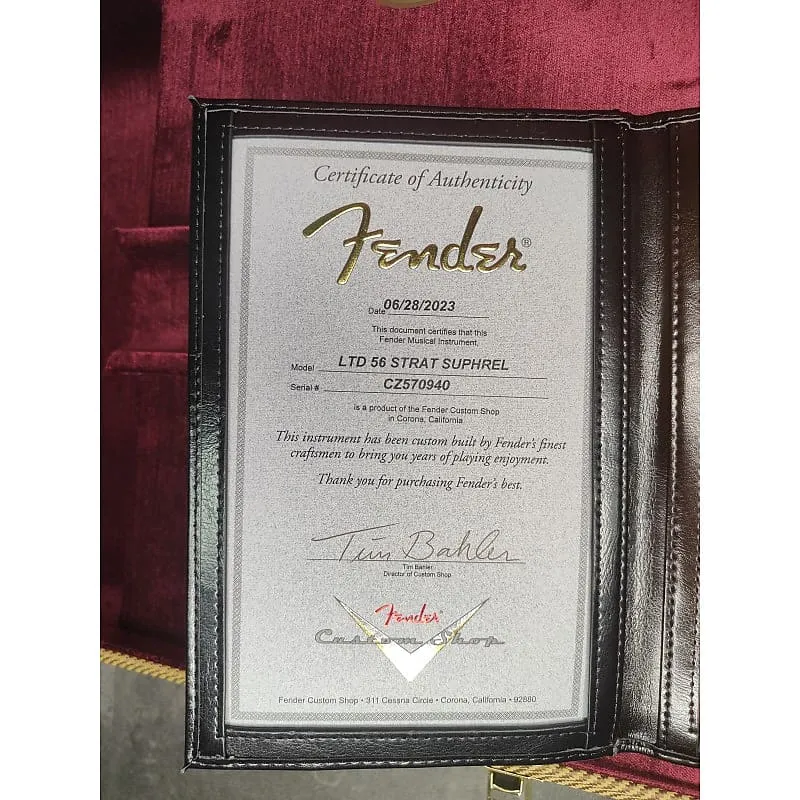 Certificate of Authenticity
Fender®
Date 06/28/2023
This document certifies that this
Fender Musical Instrument,
Model LTD 56 STRAT SUPHREL
Serial # CZ570940
is a product of the Fender Custom Shop
in Corona, California
This instrument has been custom built by Fender's finest
craftsmen to bring you years of playing enjoyment.
Thank you for purchasing Fender's best.
Tim Bahler
Tim Bahler
Director of Custom Shop
Fender
Custom Shop
Fender Custom Shop • 311 Cessna Circle • Corona, California • 92880